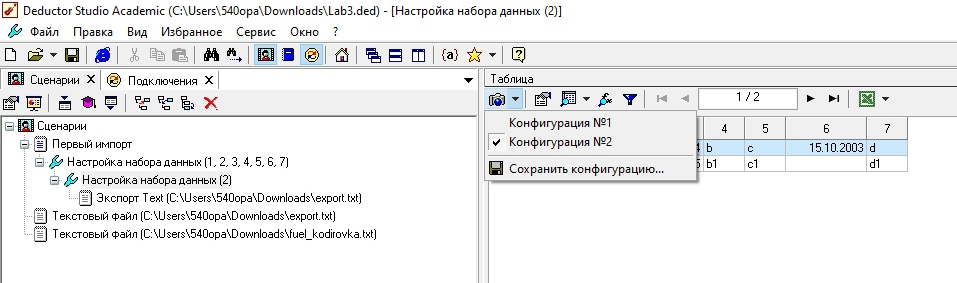 Deductor Studio Academic (C:\Users\540opa\Downloads\Lab3.ded) - [Настройка набора данных (2)]
Файл Правка Вид Избранное Сервис Окно ?
{a} ?
Сценарии X Подключения X
Таблица
1 / 2
Сценарии
Первый импорт
Настройка набора данных (1, 2, 3, 4, 5, 6, 7)
Настройка набора данных (2)
Экспорт Text (C:\Users\540opa\Downloads\export.txt)
Текстовый файл (C:\Users\540opa\Downloads\export.txt)
Текстовый файл (C:\Users\540opa\Downloads\fuel_kodirovka.txt)
Конфигурация №1
Конфигурация №2
Сохранить конфигурацию...
4 5 6 7
4 b c 15.10.2003 d
5 b1 c1 d1